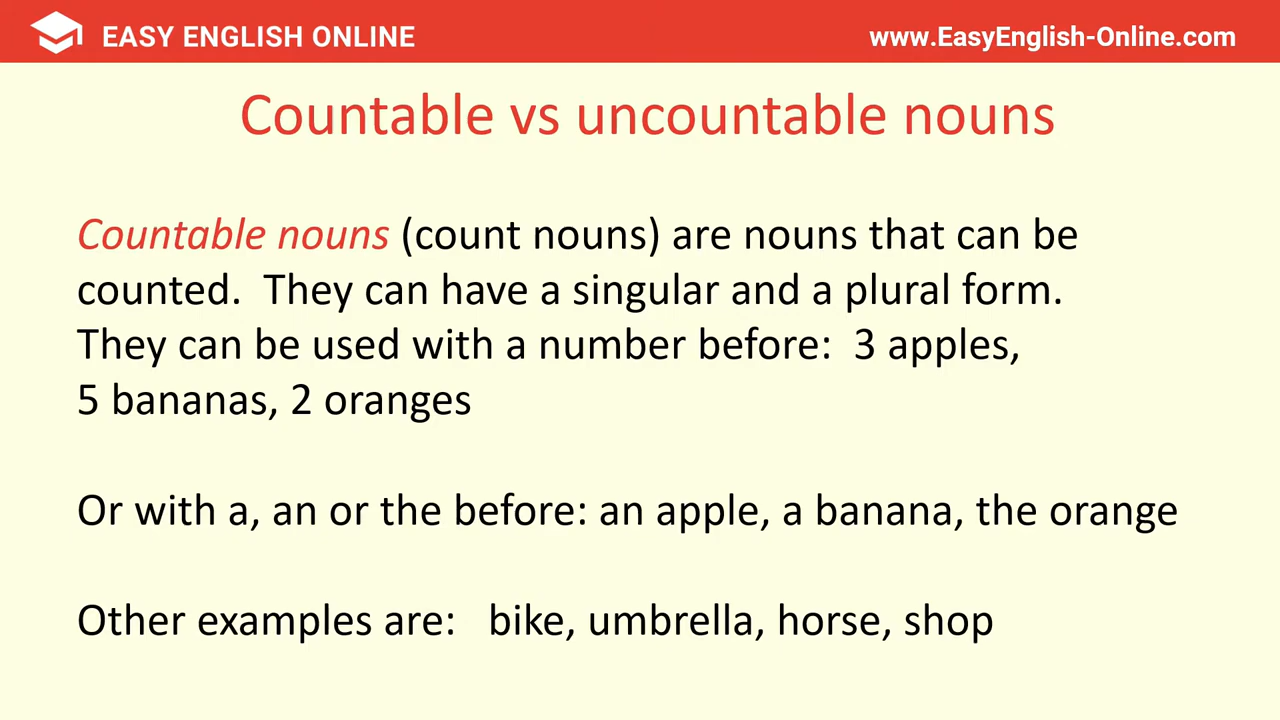 EASY ENGLISH ONLINE
www.EasyEnglish-Online.com
Countable vs uncountable nouns
Countable nouns (count nouns) are nouns that can be
counted.  They can have a singular and a plural form.
They can be used with a number before:  3 apples,
5 bananas, 2 oranges
Or with a, an or the before: an apple, a banana, the orange
Other examples are:   bike, umbrella, horse, shop